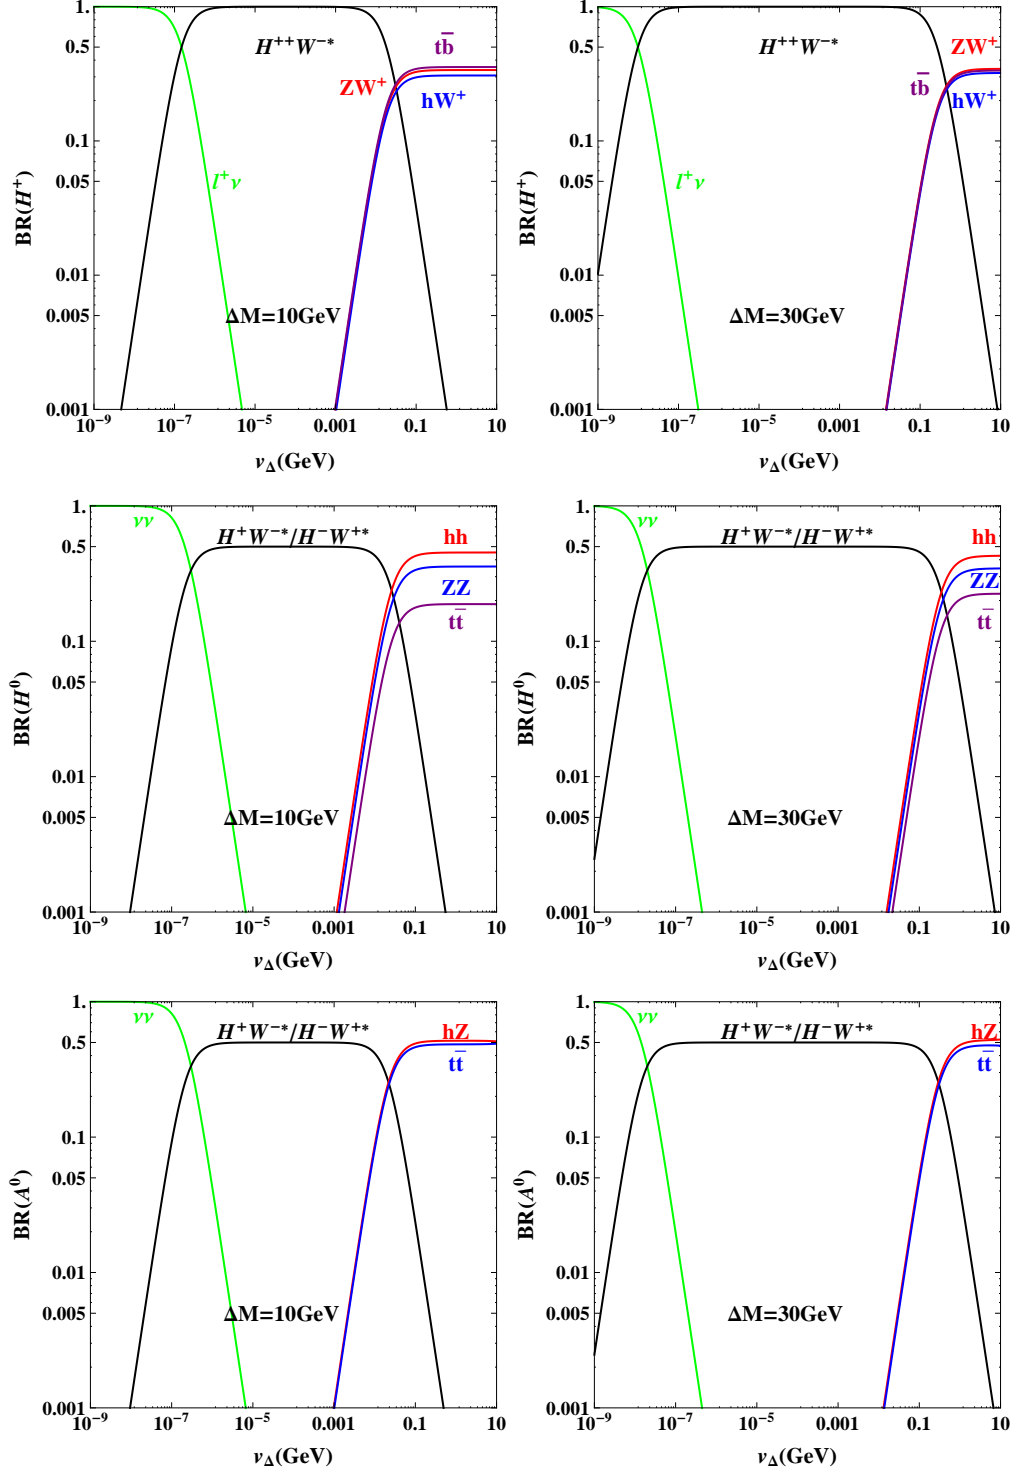 1.
0.5
0.1
0.05
0.01
0.005
0.001
BR(H⁺)
H⁺⁺W⁻*
tb̄
ZW⁺
hW⁺
l⁺ν
ΔM=10GeV
10⁻⁹ 10⁻⁷ 10⁻⁵ 0.001 0.1 10
v_Δ(GeV)
1.
0.5
0.1
0.05
0.01
0.005
0.001
BR(H⁺)
H⁺⁺W⁻*
ZW⁺
tb̄
hW⁺
l⁺ν
ΔM=30GeV
10⁻⁹ 10⁻⁷ 10⁻⁵ 0.001 0.1 10
v_Δ(GeV)
1.
0.5
0.1
0.05
0.01
0.005
0.001
BR(H⁰)
νν
H⁺W⁻*/H⁻W⁺*
hh
ZZ
tt̄
ΔM=10GeV
10⁻⁹ 10⁻⁷ 10⁻⁵ 0.001 0.1 10
v_Δ(GeV)
1.
0.5
0.1
0.05
0.01
0.005
0.001
BR(H⁰)
νν
H⁺W⁻*/H⁻W⁺*
hh
ZZ
tt̄
ΔM=30GeV
10⁻⁹ 10⁻⁷ 10⁻⁵ 0.001 0.1 10
v_Δ(GeV)
1.
0.5
0.1
0.05
0.01
0.005
0.001
BR(A⁰)
νν
H⁺W⁻*/H⁻W⁺*
hZ
tt̄
ΔM=10GeV
10⁻⁹ 10⁻⁷ 10⁻⁵ 0.001 0.1 10
v_Δ(GeV)
1.
0.5
0.1
0.05
0.01
0.005
0.001
BR(A⁰)
νν
H⁺W⁻*/H⁻W⁺*
hZ
tt̄
ΔM=30GeV
10⁻⁹ 10⁻⁷ 10⁻⁵ 0.001 0.1 10
v_Δ(GeV)